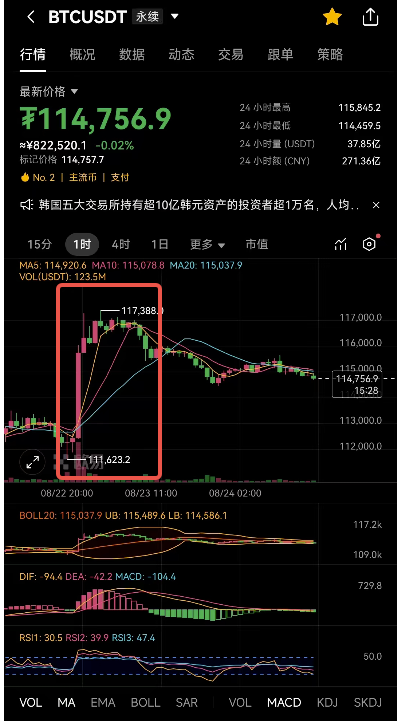 BTCUSDT 永续
行情 概况 数据 动态 交易 跟单 策略
最新价格
₮114,756.9
≈¥822,520.1 -0.02%
标记价格 114,757.7
No. 2 | 主流币 | 支付
24 小时最高 115,845.2
24 小时最低 114,459.5
24 小时量 (USDT) 37.85亿
24 小时额 (CNY) 271.36亿
韩国五大交易所持有超10亿韩元资产的投资者超1万名，人均..
15分 1时 4时 1日 更多 市值
MA5: 114,920.6 MA10: 115,078.8 MA20: 115,037.9
VOL(USDT): 123.5M
117,388.0
117,000.0
116,000.0
115,000.0
114,756.9
15:28
113,000.0
112,000.0
111,623.2
08/22 20:00 08/23 11:00 08/24 02:00
BOLL20: 115,037.9 UB: 115,489.6 LB: 114,586.1
117.2k
109.0k
DIF: -94.4 DEA: -42.2 MACD: -104.4
729.8
RSI1: 30.5 RSI2: 39.9 RSI3: 47.4
50.0
VOL MA EMA BOLL SAR VOL MACD KDJ SKDJ